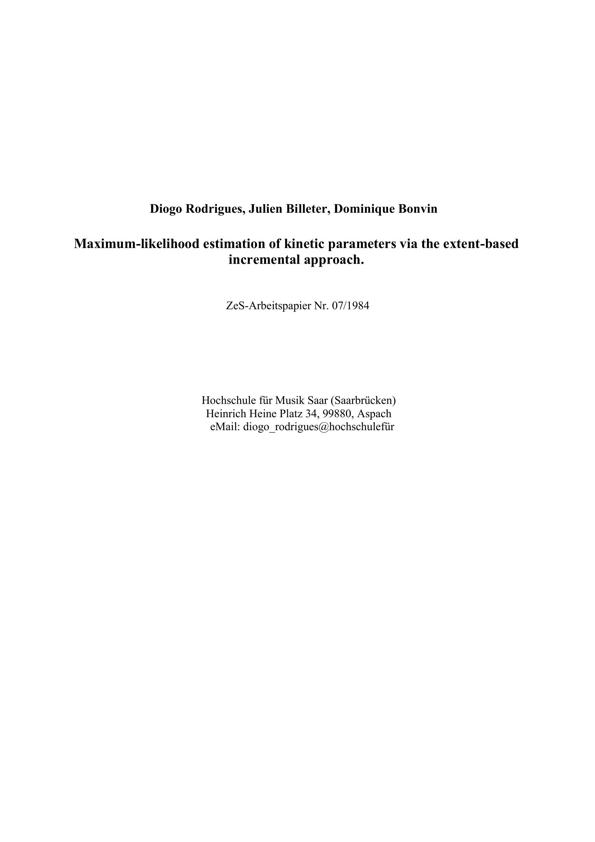 Diogo Rodrigues, Julien Billeter, Dominique Bonvin
Maximum-likelihood estimation of kinetic parameters via the extent-based
incremental approach.
ZeS-Arbeitspapier Nr. 07/1984
Hochschule für Musik Saar (Saarbrücken)
Heinrich Heine Platz 34, 99880, Aspach
eMail: diogo_rodrigues@hochschulefür